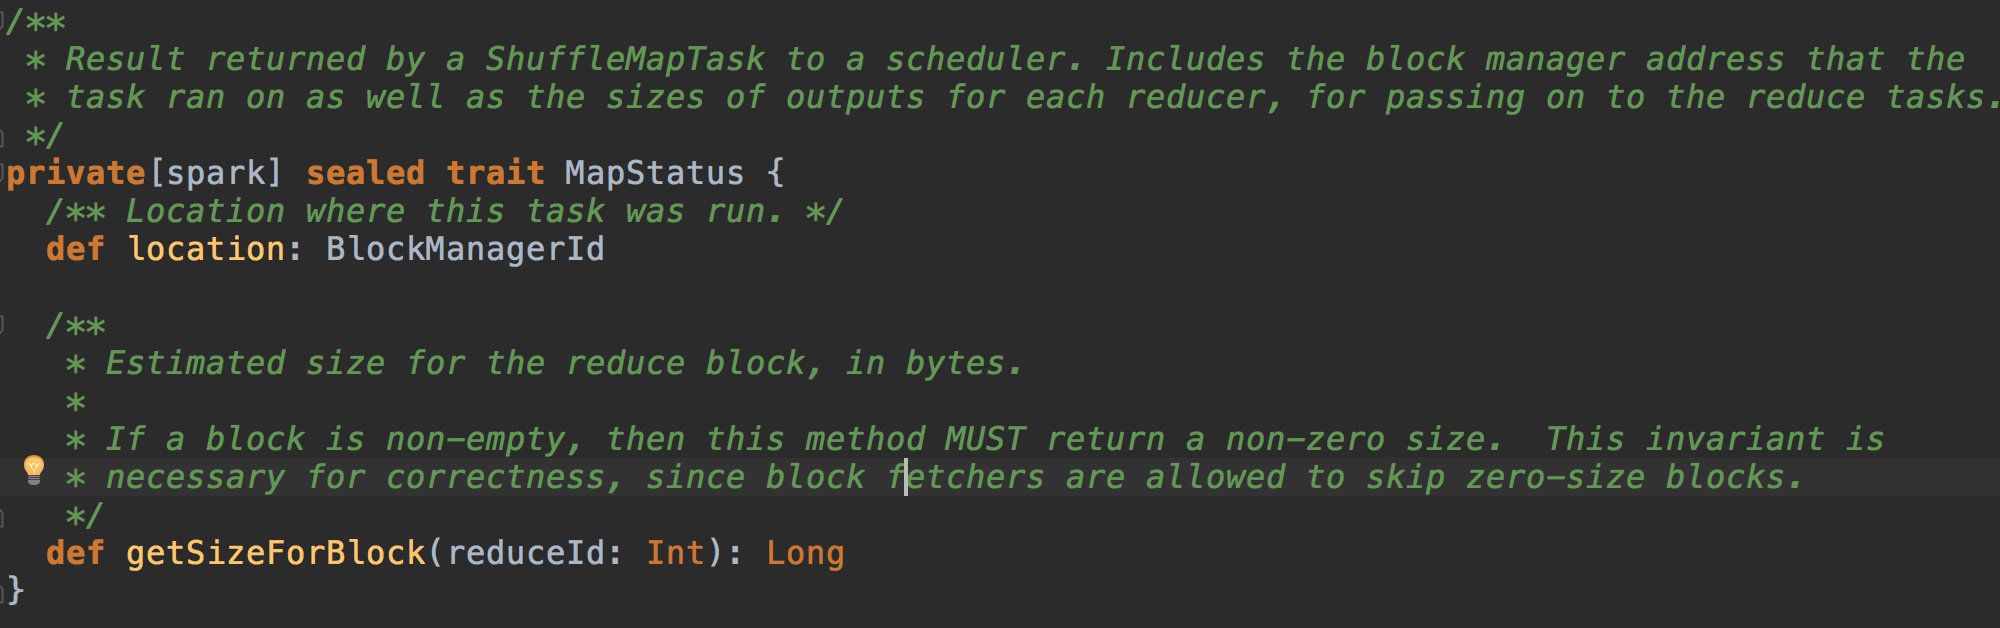 /**
 * Result returned by a ShuffleMapTask to a scheduler. Includes the block manager address that the
 * task ran on as well as the sizes of outputs for each reducer, for passing on to the reduce tasks.
 */
private[spark] sealed trait MapStatus {
  /** Location where this task was run. */
  def location: BlockManagerId

  /**
   * Estimated size for the reduce block, in bytes.
   *
   * If a block is non-empty, then this method MUST return a non-zero size.  This invariant is
   * necessary for correctness, since block fetchers are allowed to skip zero-size blocks.
   */
  def getSizeForBlock(reduceId: Int): Long
}